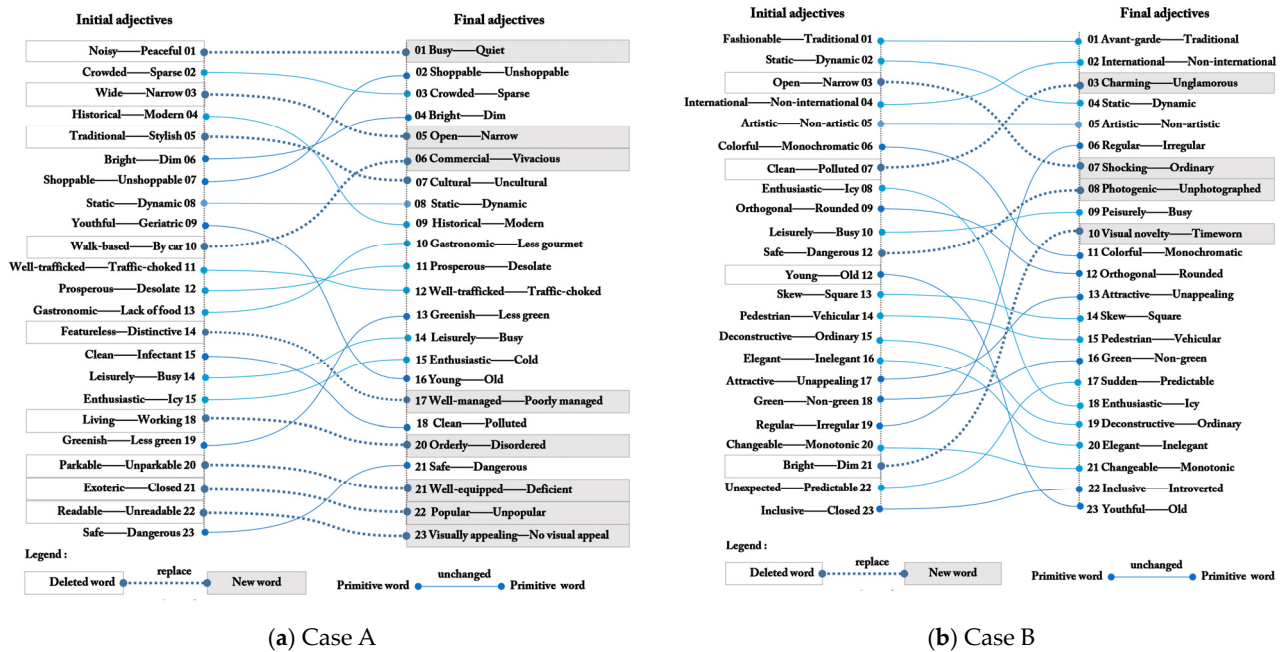 Initial adjectives
Final adjectives
Noisy——Peaceful 01
Crowded——Sparse 02
Wide——Narrow 03
Historical——Modern 04
Traditional——Stylish 05
Bright——Dim 06
Shoppable——Unshoppable 07
Static——Dynamic 08
Youthful——Geriatric 09
Walk-based——By car 10
Well-trafficked——Traffic-choked 11
Prosperous——Desolate 12
Gastronomic——Lack of food 13
Featureless——Distinctive 14
Clean——Infectant 15
Leisurely——Busy 14
Enthusiastic——Icy 15
Living——Working 18
Greenish——Less green 19
Parkable——Unparkable 20
Exoteric——Closed 21
Readable——Unreadable 22
Safe——Dangerous 23
01 Busy——Quiet
02 Shoppable——Unshoppable
03 Crowded——Sparse
04 Bright——Dim
05 Open——Narrow
06 Commercial——Vivacious
07 Cultural——Uncultural
08 Static——Dynamic
09 Historical——Modern
10 Gastronomic——Less gourmet
11 Prosperous——Desolate
12 Well-trafficked——Traffic-choked
13 Greenish——Less green
14 Leisurely——Busy
15 Enthusiastic——Cold
16 Young——Old
17 Well-managed——Poorly managed
18 Clean——Polluted
20 Orderly——Disordered
21 Safe——Dangerous
21 Well-equipped——Deficient
22 Popular——Unpopular
23 Visually appealing—No visual appeal
Legend :
Deleted word
replace
New word
Primitive word
unchanged
Primitive word
(a) Case A
Initial adjectives
Final adjectives
Fashionable——Traditional 01
Static——Dynamic 02
Open——Narrow 03
International——Non-international 04
Artistic——Non-artistic 05
Colorful——Monochromatic 06
Clean——Polluted 07
Enthusiastic——Icy 08
Orthogonal——Rounded 09
Leisurely——Busy 10
Safe——Dangerous 12
Young——Old 12
Skew——Square 13
Pedestrian——Vehicular 14
Deconstructive——Ordinary 15
Elegant——Inelegant 16
Attractive——Unappealing 17
Green——Non-green 18
Regular——Irregular 19
Changeable——Monotonic 20
Bright——Dim 21
Unexpected——Predictable 22
Inclusive——Closed 23
01 Avant-garde——Traditional
02 International——Non-international
03 Charming——Unglamorous
04 Static——Dynamic
05 Artistic——Non-artistic
06 Regular——Irregular
07 Shocking——Ordinary
08 Photogenic——Unphotographed
09 Peisurely——Busy
10 Visual novelty——Timeworn
11 Colorful——Monochromatic
12 Orthogonal——Rounded
13 Attractive——Unappealing
14 Skew——Square
15 Pedestrian——Vehicular
16 Green——Non-green
17 Sudden——Predictable
18 Enthusiastic——Icy
19 Deconstructive——Ordinary
20 Elegant——Inelegant
21 Changeable——Monotonic
22 Inclusive——Introverted
23 Youthful——Old
Legend :
Deleted word
replace
New word
Primitive word
unchanged
Primitive word
(b) Case B